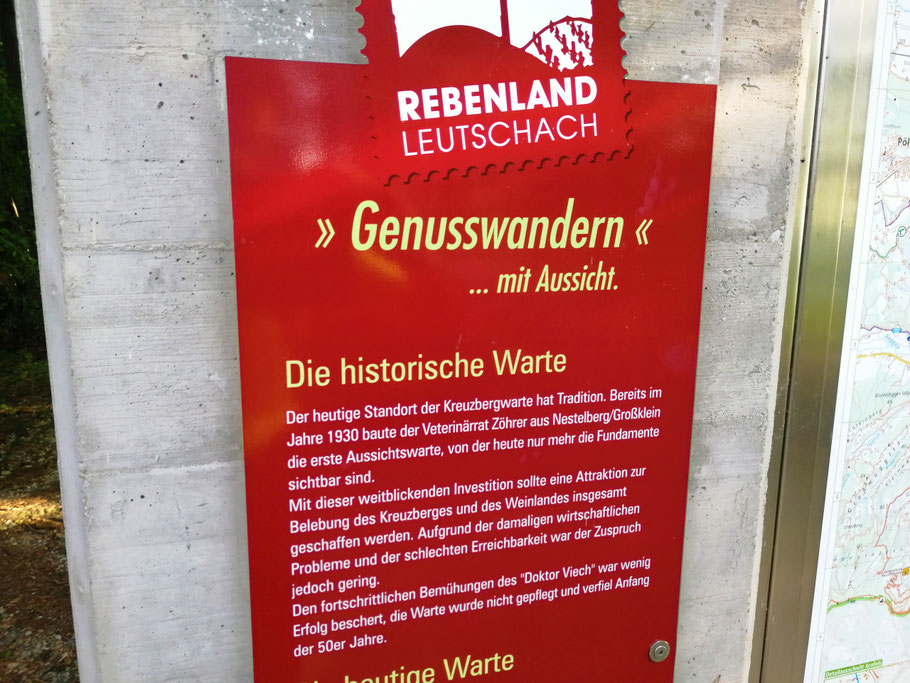 REBENLAND
LEUTSCHACH
» Genusswandern «
... mit Aussicht.
Die historische Warte
Der heutige Standort der Kreuzbergwarte hat Tradition. Bereits im
Jahre 1930 baute der Veterinärrat Zöhrer aus Nestelberg/Großklein
die erste Aussichtswarte, von der heute nur mehr die Fundamente
sichtbar sind.
Mit dieser weitblickenden Investition sollte eine Attraktion zur
Belebung des Kreuzberges und des Weinlandes insgesamt
geschaffen werden. Aufgrund der damaligen wirtschaftlichen
Probleme und der schlechten Erreichbarkeit war der Zuspruch
jedoch gering.
Den fortschrittlichen Bemühungen des "Doktor Viech" war wenig
Erfolg beschert, die Warte wurde nicht gepflegt und verfiel Anfang
der 50er Jahre.
heutige Warte